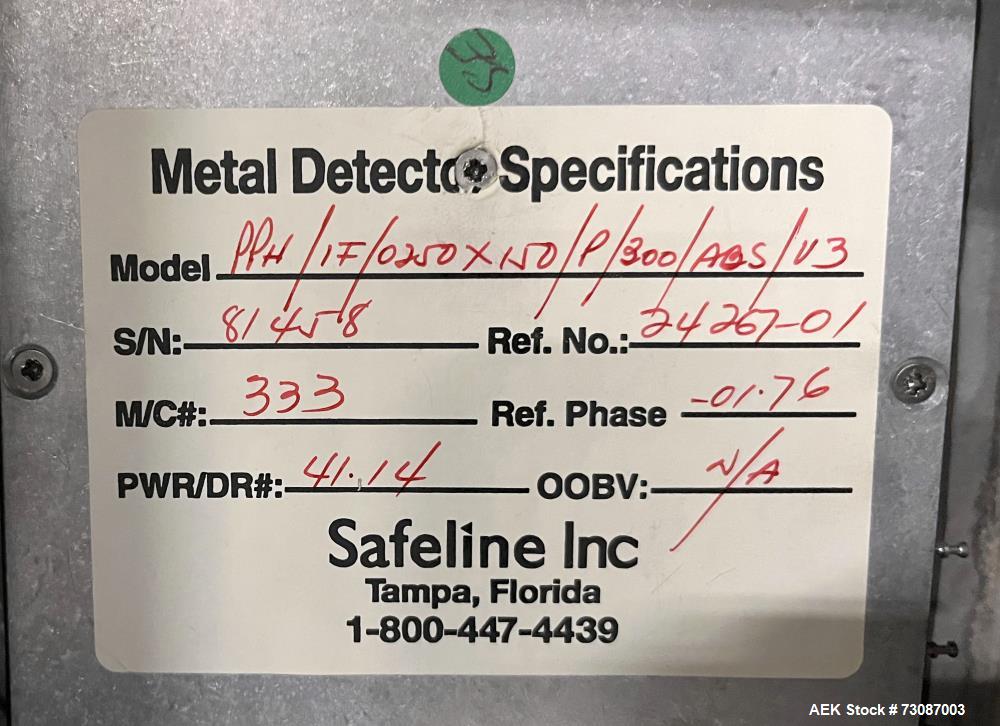 Metal Detector Specifications
Model PPH/1F/0250X150/P/300/AGS/V3
S/N: 81458 Ref. No.: 24267-01
M/C#: 333 Ref. Phase -01.76
PWR/DR#: 41.14 OOBV: N/A
Safeline Inc
Tampa, Florida
1-800-447-4439
AEK Stock # 73087003